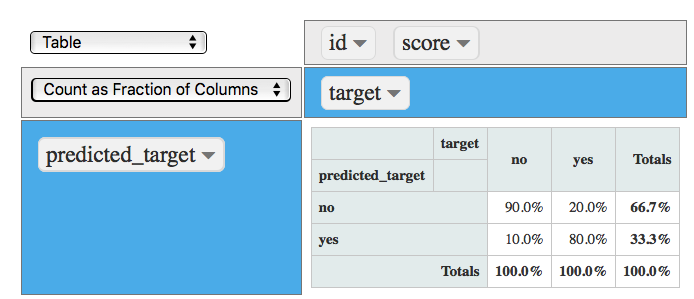 Table
id score
Count as Fraction of Columns
target
predicted_target
target no yes Totals
predicted_target
no 90.0% 20.0% 66.7%
yes 10.0% 80.0% 33.3%
Totals 100.0% 100.0% 100.0%